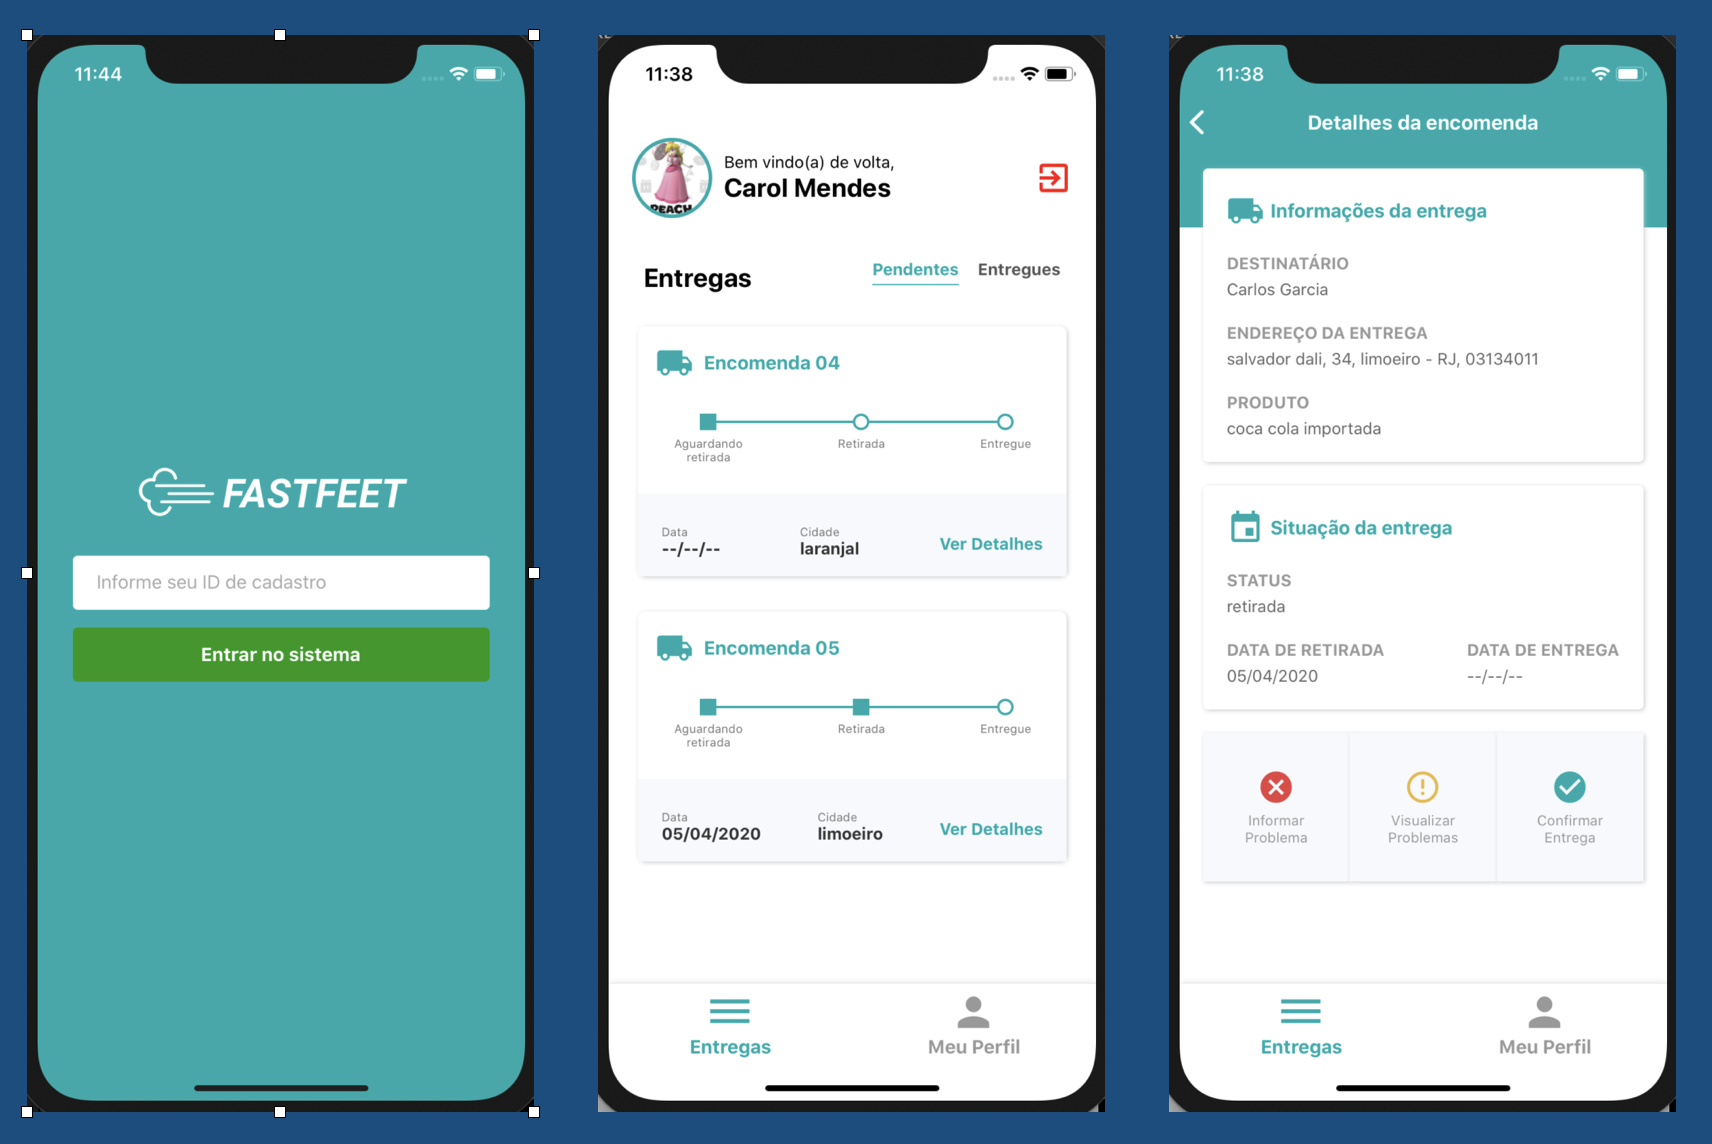 11:44
FASTFEET
Informe seu ID de cadastro
Entrar no sistema
11:38
Bem vindo(a) de volta,
Carol Mendes
PEACH
Entregas
Pendentes
Entregues
Encomenda 04
Aguardando
retirada
Retirada
Entregue
Data
--/--/--
Cidade
laranjal
Ver Detalhes
Encomenda 05
Aguardando
retirada
Retirada
Entregue
Data
05/04/2020
Cidade
limoeiro
Ver Detalhes
Entregas
Meu Perfil
11:38
Detalhes da encomenda
Informações da entrega
DESTINATÁRIO
Carlos Garcia
ENDEREÇO DA ENTREGA
salvador dali, 34, limoeiro - RJ, 03134011
PRODUTO
coca cola importada
Situação da entrega
STATUS
retirada
DATA DE RETIRADA
05/04/2020
DATA DE ENTREGA
--/--/--
Informar
Problema
Visualizar
Problemas
Confirmar
Entrega
Entregas
Meu Perfil